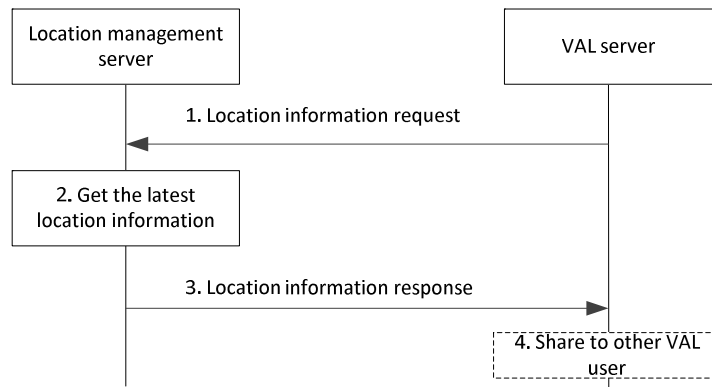 Location management
server
VAL server
1. Location information request
2. Get the latest
location information
3. Location information response
4. Share to other VAL
user